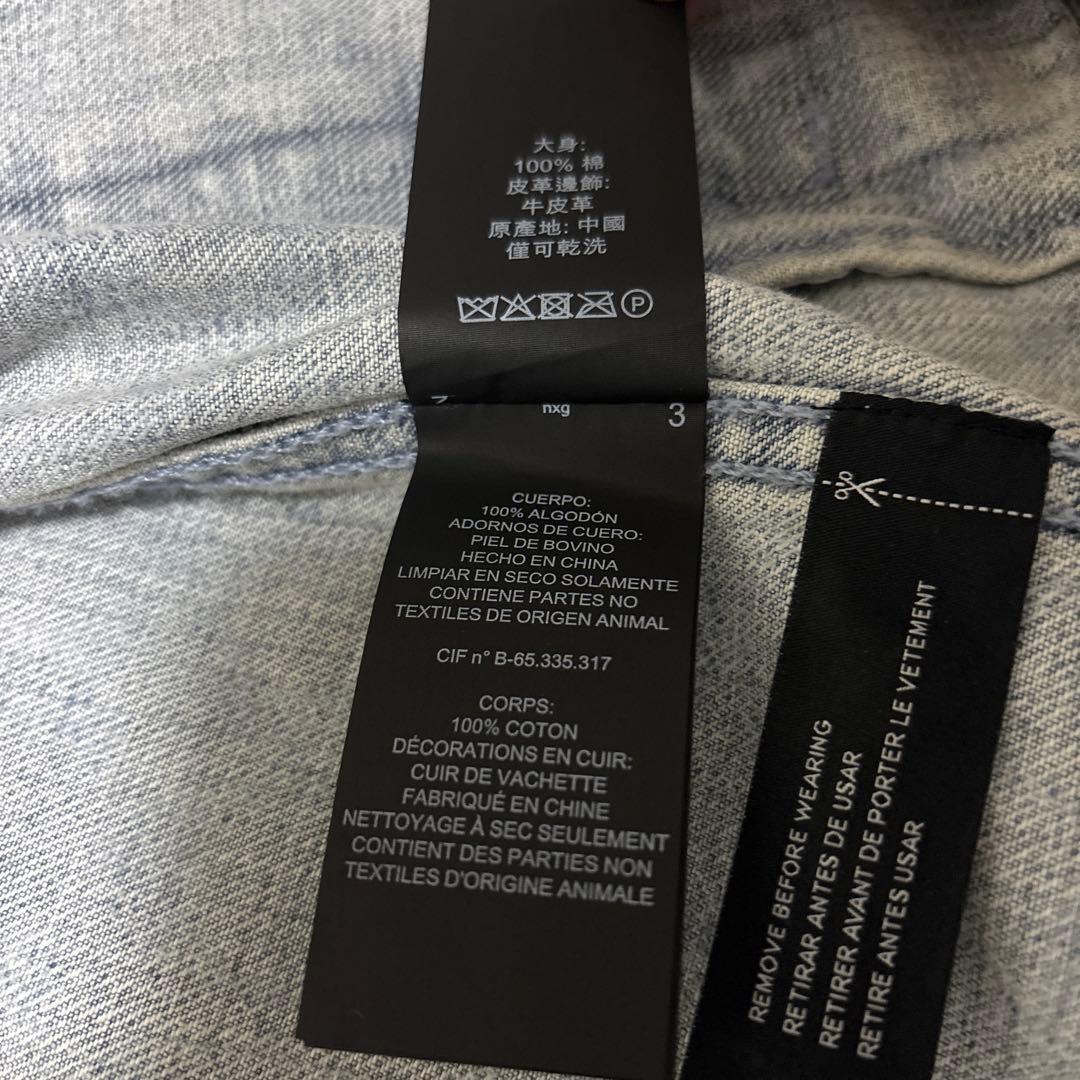 大身:
100% 棉
皮革邊飾:
牛皮革
原產地: 中國
僅可乾洗
P
nxg
3
CUERPO:
100% ALGODÓN
ADORNOS DE CUERO:
PIEL DE BOVINO
HECHO EN CHINA
LIMPIAR EN SECO SOLAMENTE
CONTIENE PARTES NO
TEXTILES DE ORIGEN ANIMAL
CIF n° B-65.335.317
CORPS:
100% COTON
DÉCORATIONS EN CUIR:
CUIR DE VACHETTE
FABRIQUÉ EN CHINE
NETTOYAGE À SEC SEULEMENT
CONTIENT DES PARTIES NON
TEXTILES D'ORIGINE ANIMALE
REMOVE BEFORE WEARING
RETIRAR ANTES DE USAR
RETIRER AVANT DE PORTER LE VETEMENT
RETIRE ANTES USAR